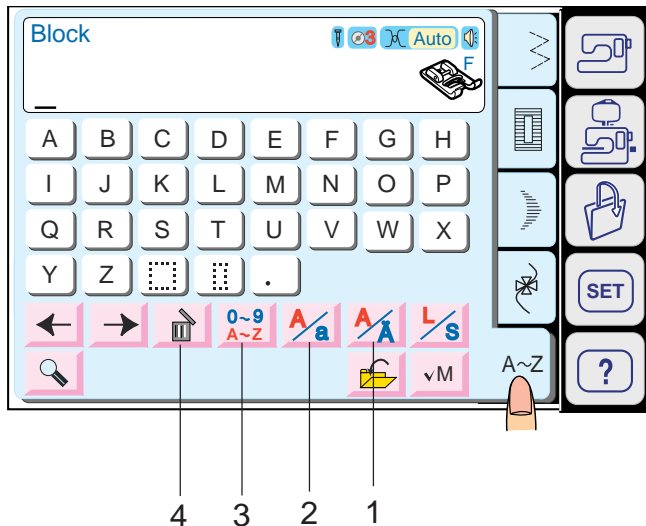 Block
3 Auto
F
A B C D E F G H
I J K L M N O P
Q R S T U V W X
Y Z .
0~9 A/a A/Ä L/S
A~Z
√M A~Z
SET
?
4 3 2 1